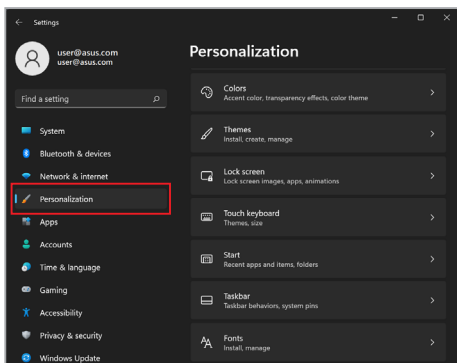 Settings
user@asus.com
user@asus.com
Find a setting
System
Bluetooth & devices
Network & internet
Personalization
Apps
Accounts
Time & language
Gaming
Accessibility
Privacy & security
Windows Update
Personalization
Colors
Accent color, transparency effects, color theme
Themes
Install, create, manage
Lock screen
Lock screen images, apps, animations
Touch keyboard
Themes, size
Start
Recent apps and items, folders
Taskbar
Taskbar behaviors, system pins
Fonts
Install, manage